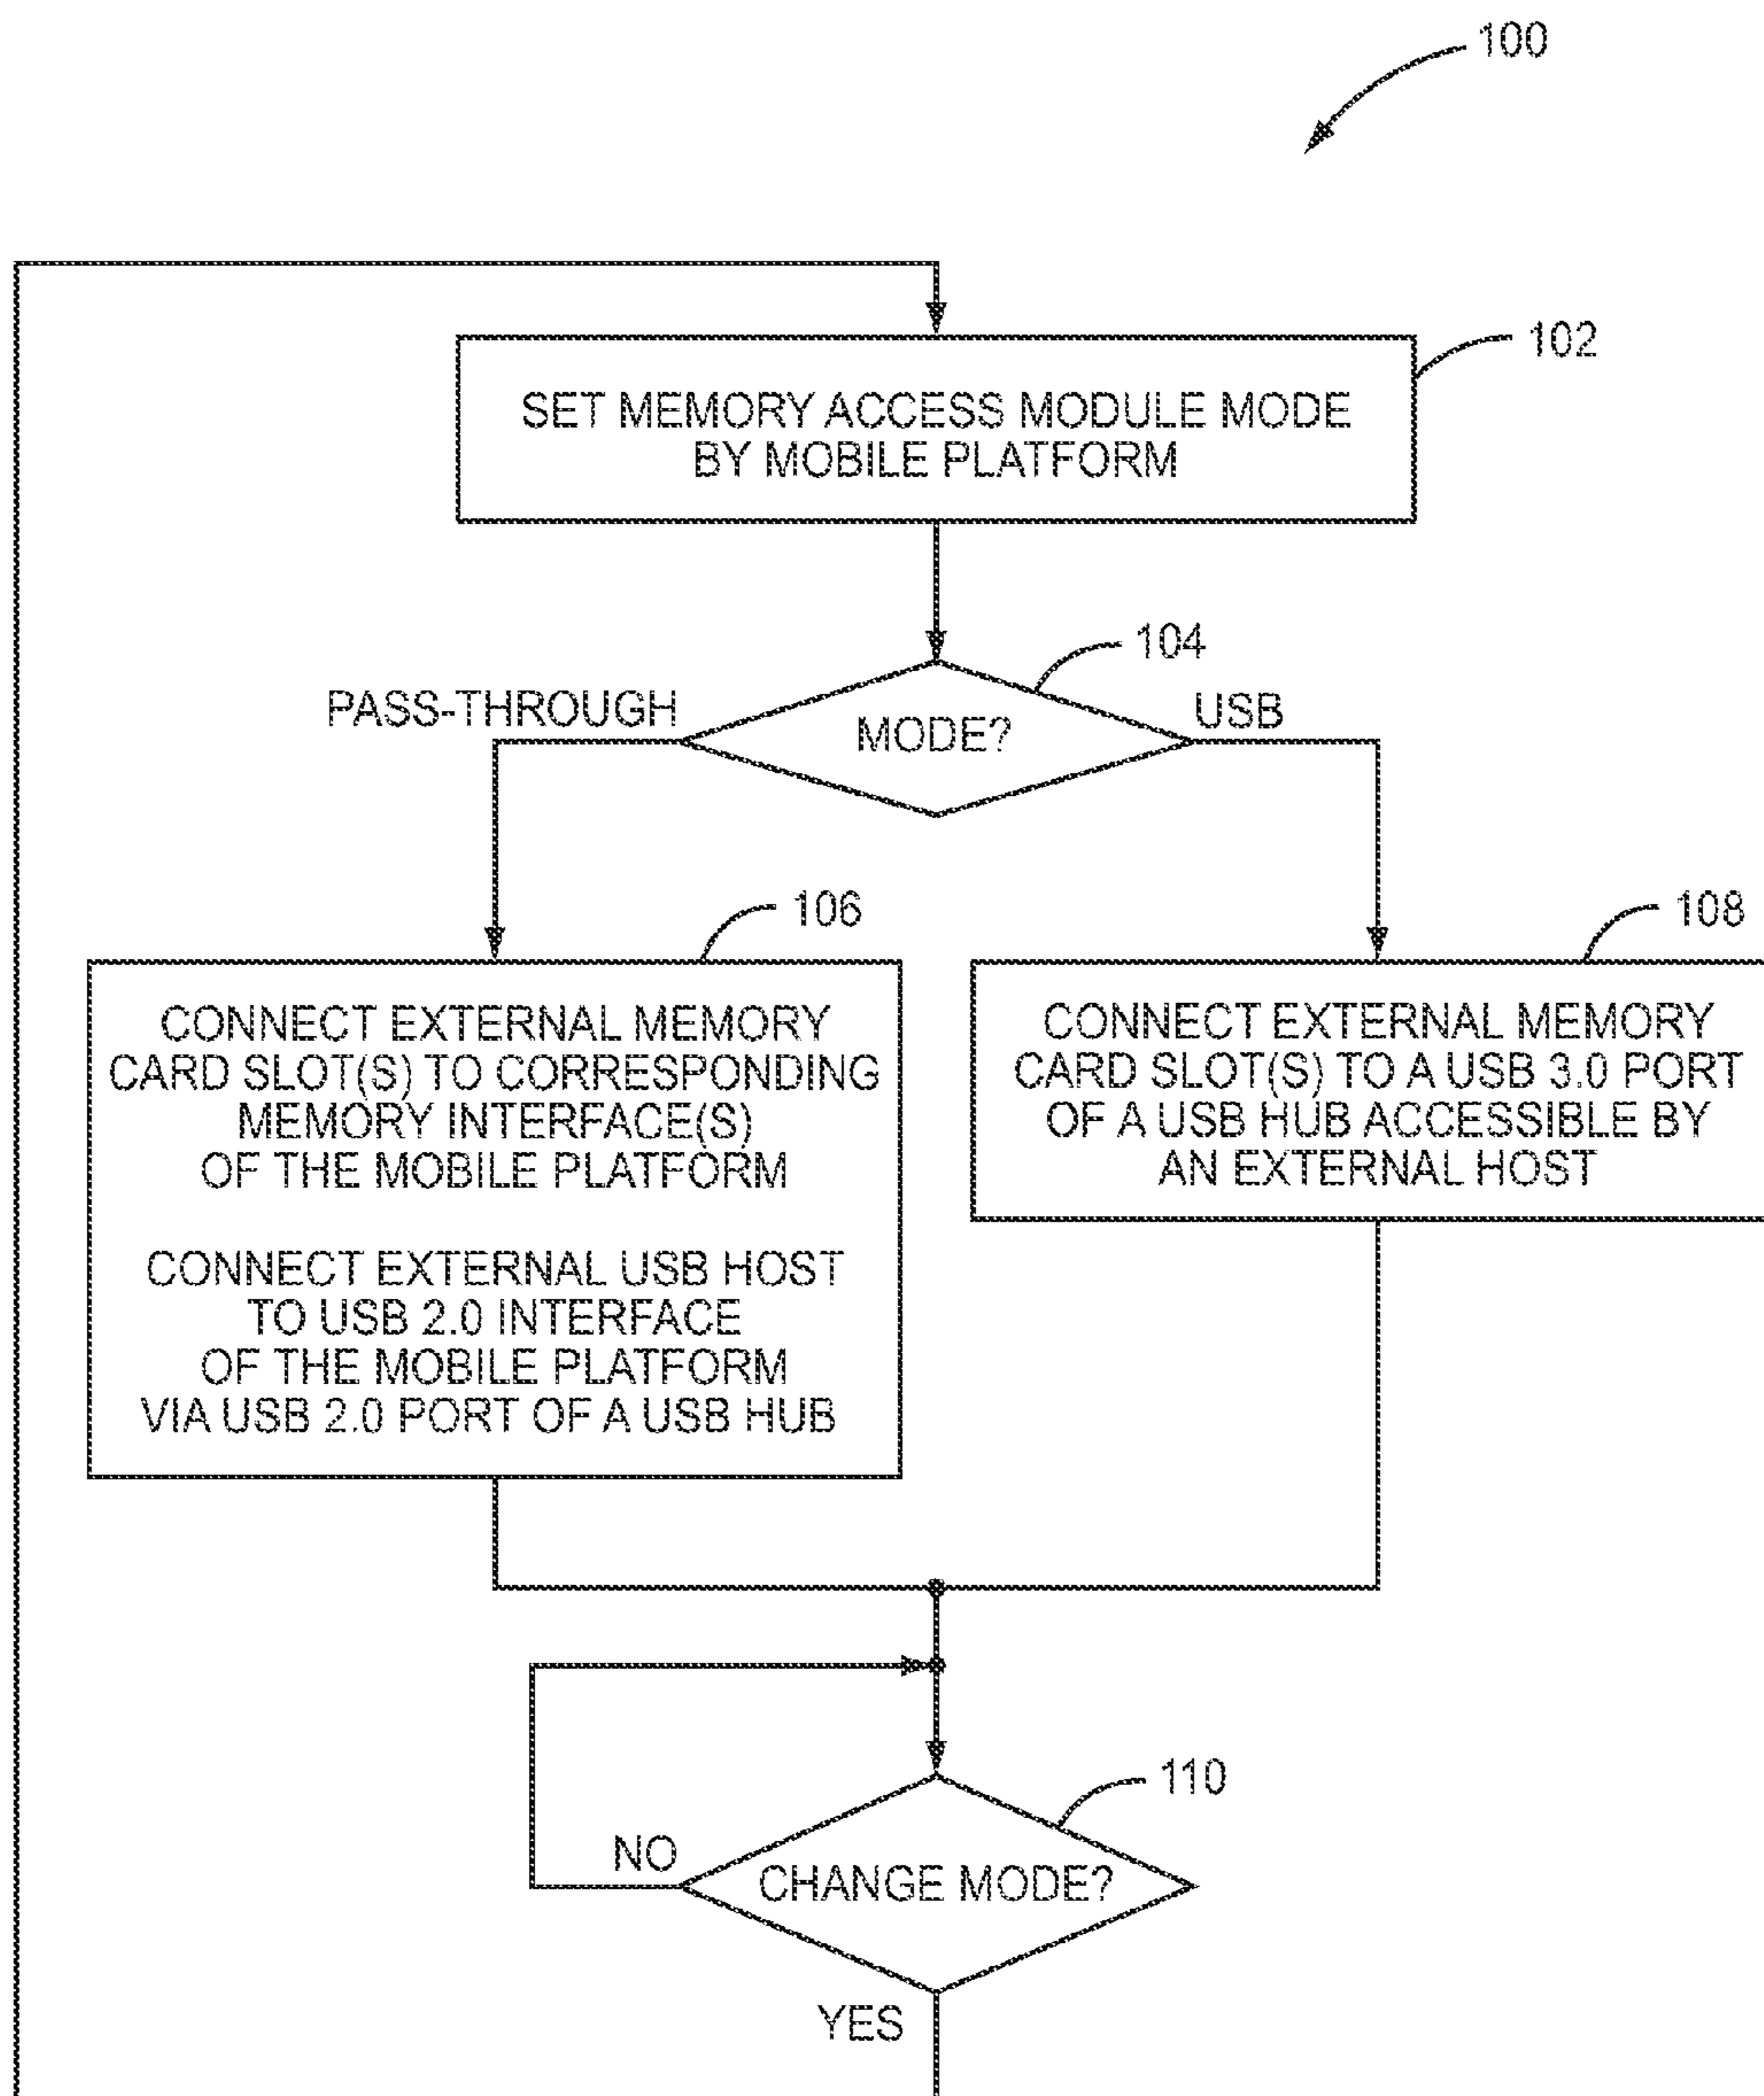 100
102
SET MEMORY ACCESS MODULE MODE
BY MOBILE PLATFORM
104
PASS-THROUGH
MODE?
USB
106
108
CONNECT EXTERNAL MEMORY
CARD SLOT(S) TO CORRESPONDING
MEMORY INTERFACE(S)
OF THE MOBILE PLATFORM
CONNECT EXTERNAL USB HOST
TO USB 2.0 INTERFACE
OF THE MOBILE PLATFORM
VIA USB 2.0 PORT OF A USB HUB
CONNECT EXTERNAL MEMORY
CARD SLOT(S) TO A USB 3.0 PORT
OF A USB HUB ACCESSIBLE BY
AN EXTERNAL HOST
110
NO
CHANGE MODE?
YES